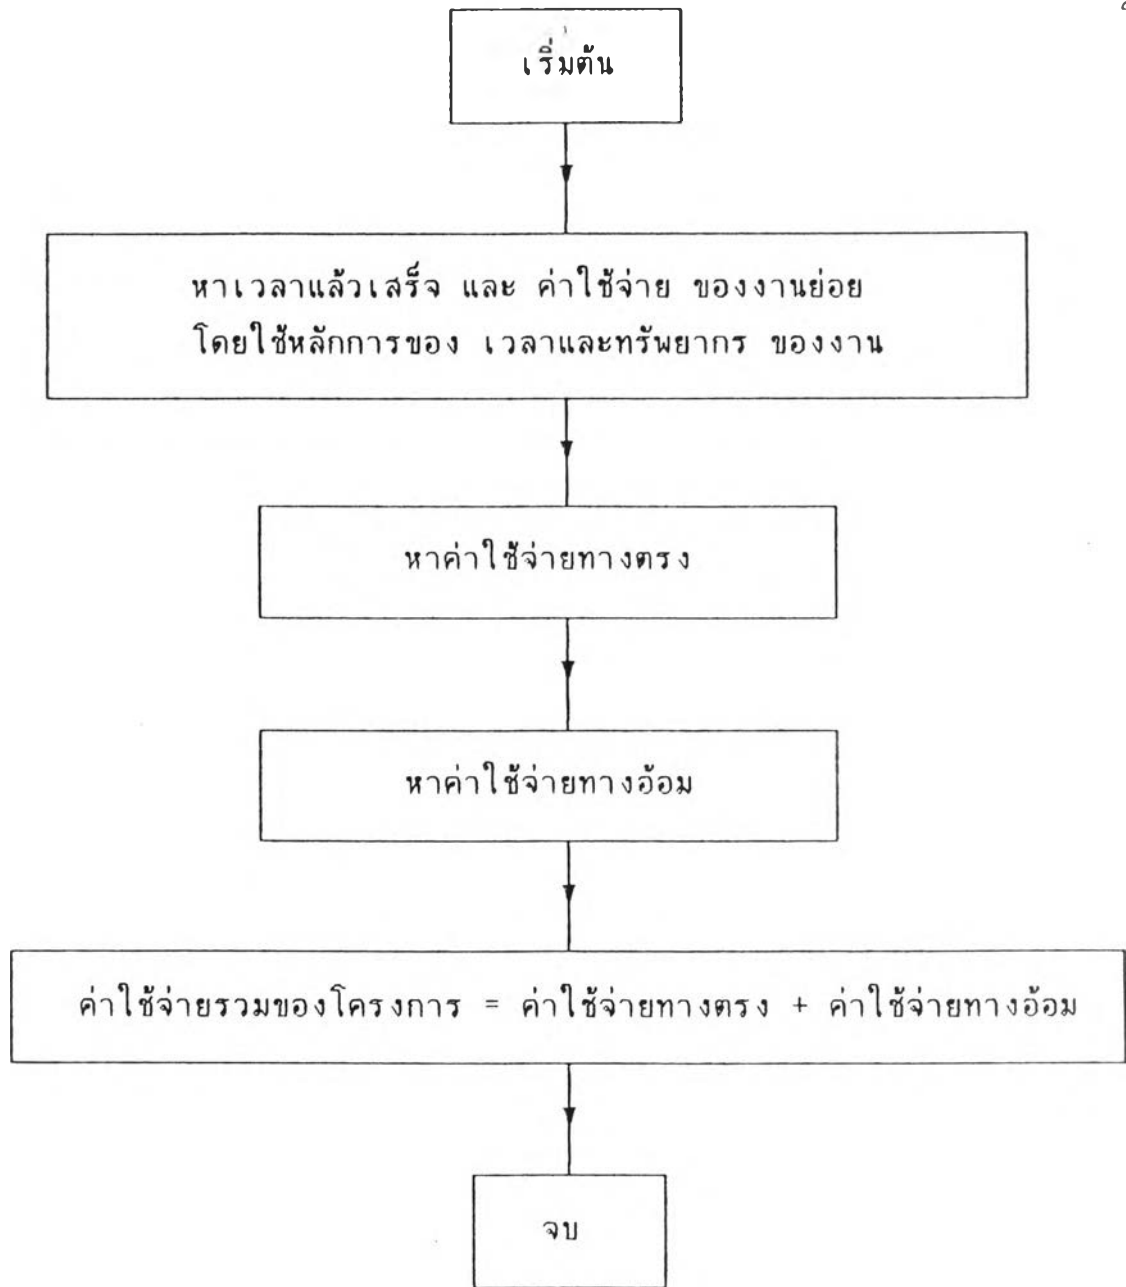 เริ่มต้น
หาเวลาแล้วเสร็จ และ ค่าใช้จ่าย ของงานย่อย
โดยใช้หลักการของ เวลาและทรัพยากร ของงาน
หาค่าใช้จ่ายทางตรง
หาค่าใช้จ่ายทางอ้อม
ค่าใช้จ่ายรวมของโครงการ = ค่าใช้จ่ายทางตรง + ค่าใช้จ่ายทางอ้อม
จบ